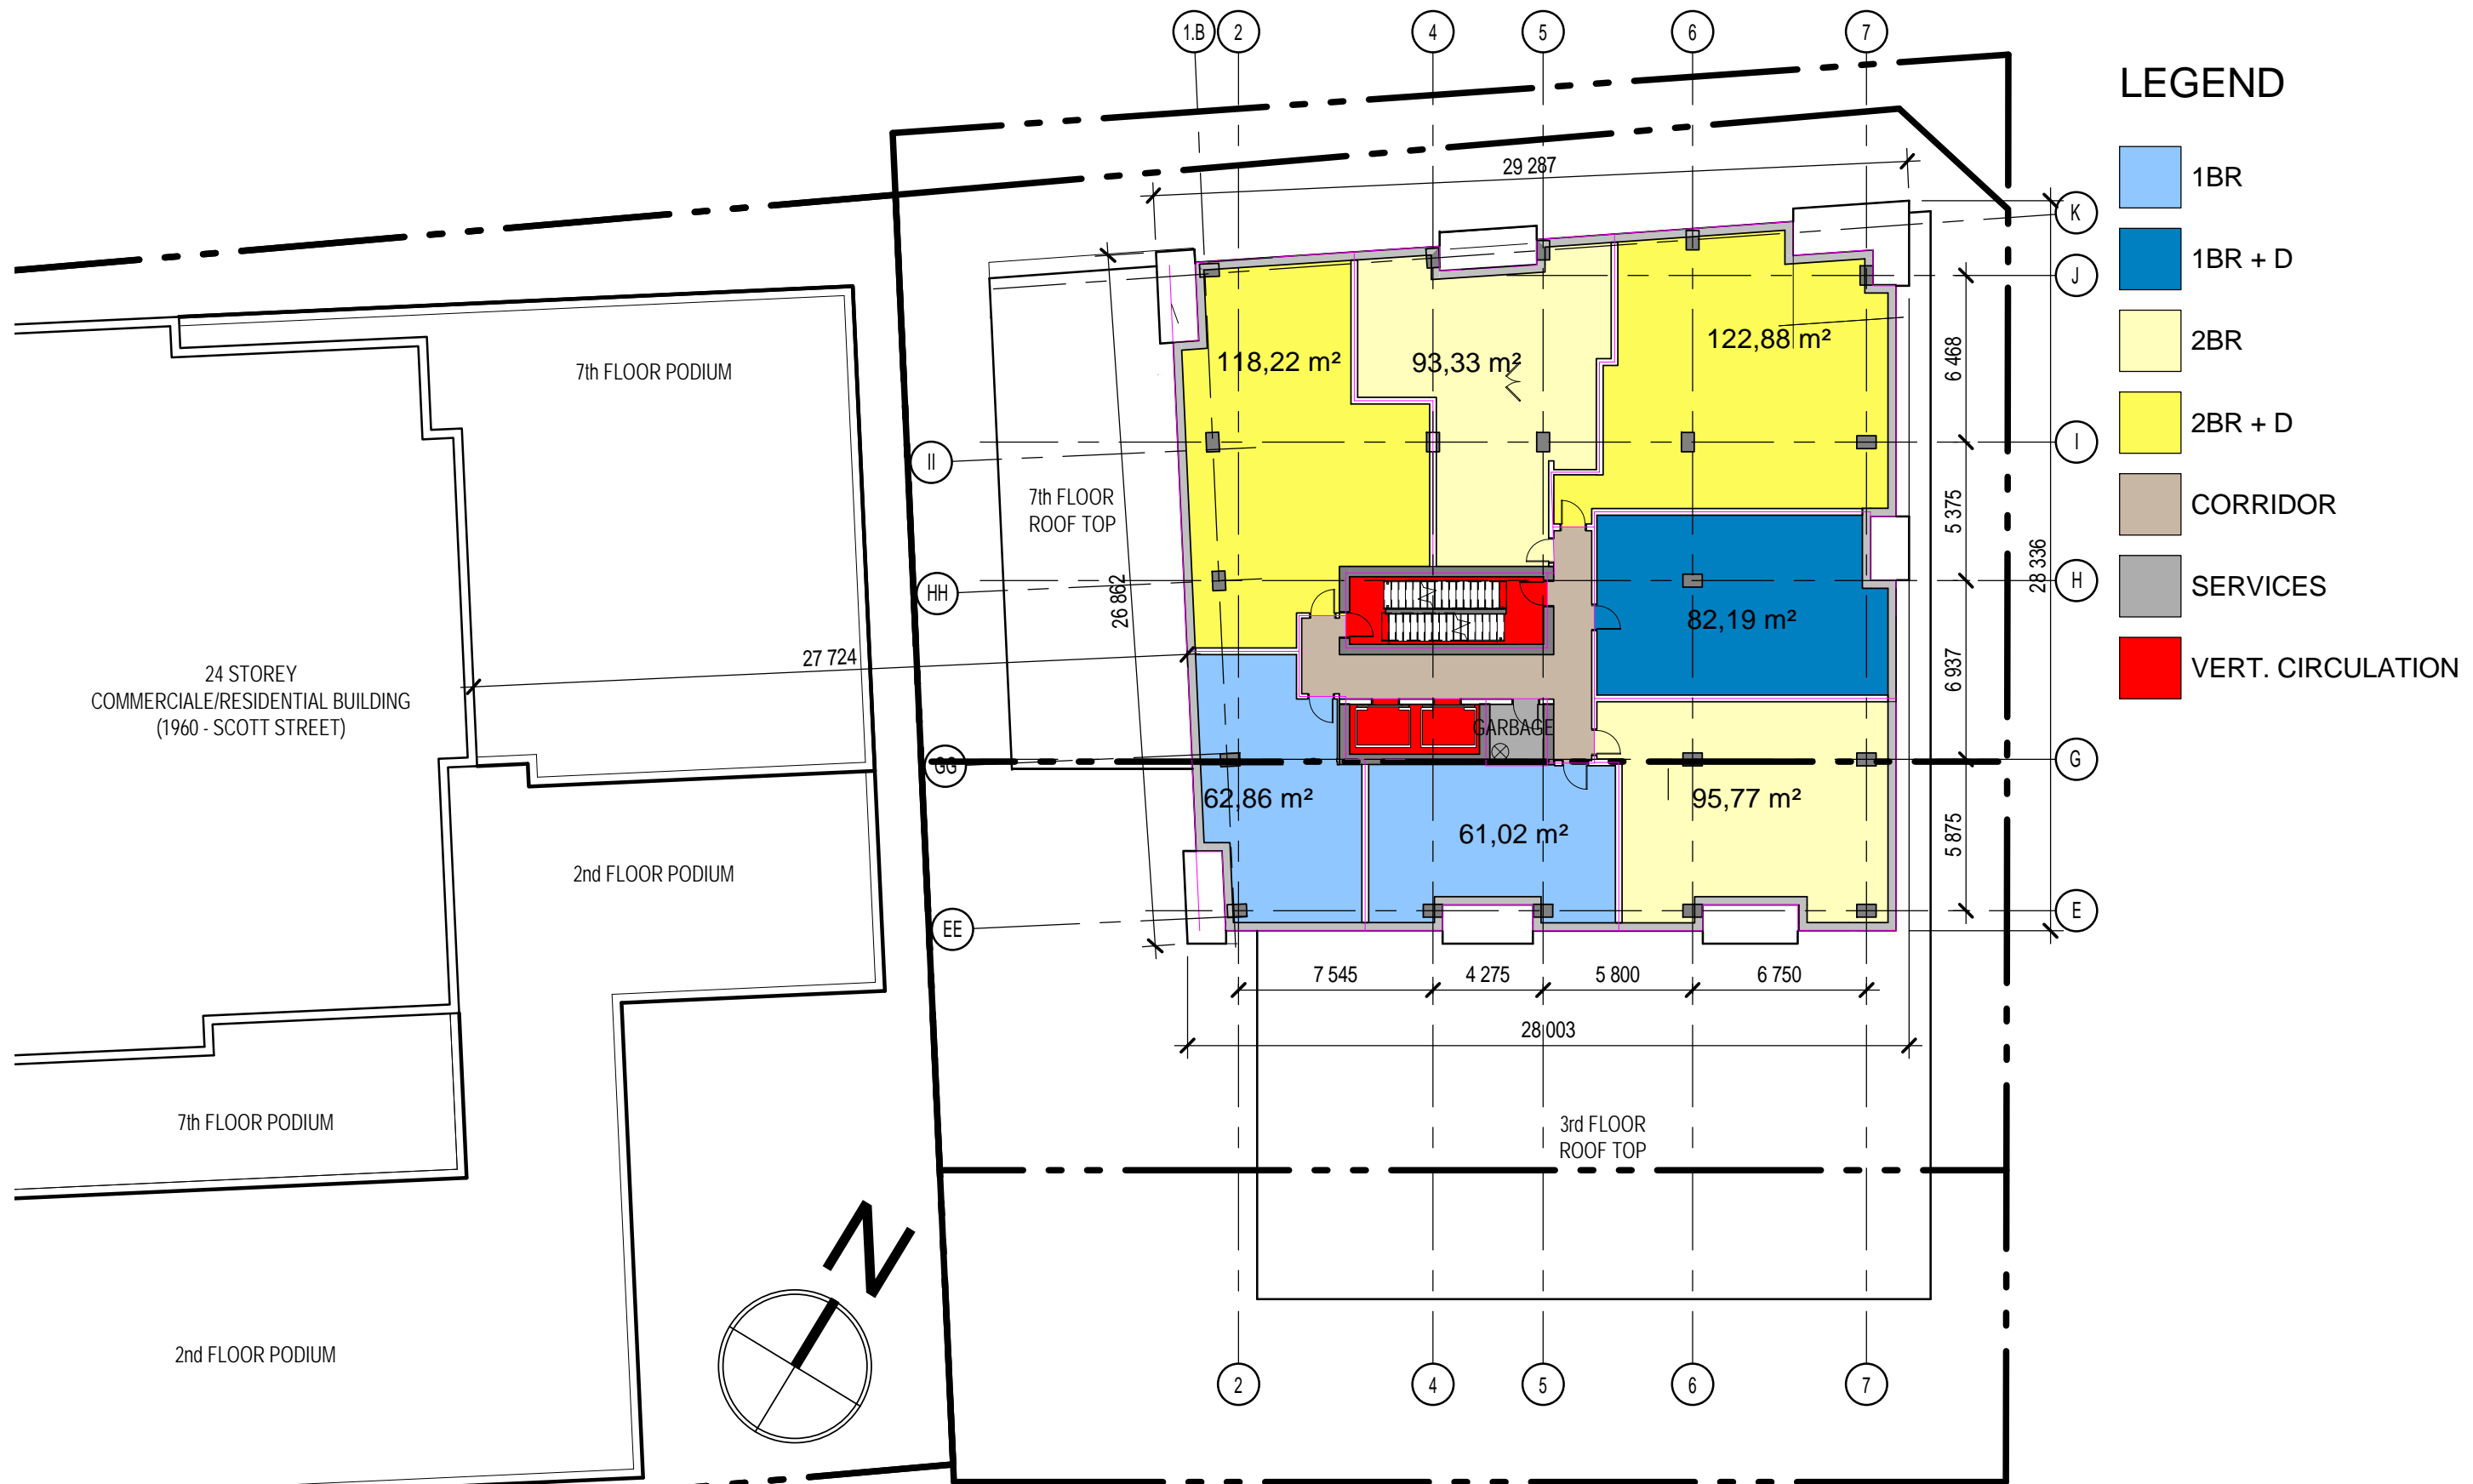 1.B
2
4
5
6
7
LEGEND
1BR
1BR + D
2BR
2BR + D
CORRIDOR
SERVICES
VERT. CIRCULATION
29 287
K
J
I
H
G
E
II
HH
GG
EE
7th FLOOR PODIUM
7th FLOOR
ROOF TOP
118,22 m²
93,33 m²
122,88 m²
82,19 m²
62,86 m²
61,02 m²
95,77 m²
GARBAGE
6 468
5 375
6 937
5 875
28 336
26 862
27 724
24 STOREY
COMMERCIALE/RESIDENTIAL BUILDING
(1960 - SCOTT STREET)
2nd FLOOR PODIUM
7 545
4 275
5 800
6 750
28 003
7th FLOOR PODIUM
3rd FLOOR
ROOF TOP
N
2nd FLOOR PODIUM
2
4
5
6
7